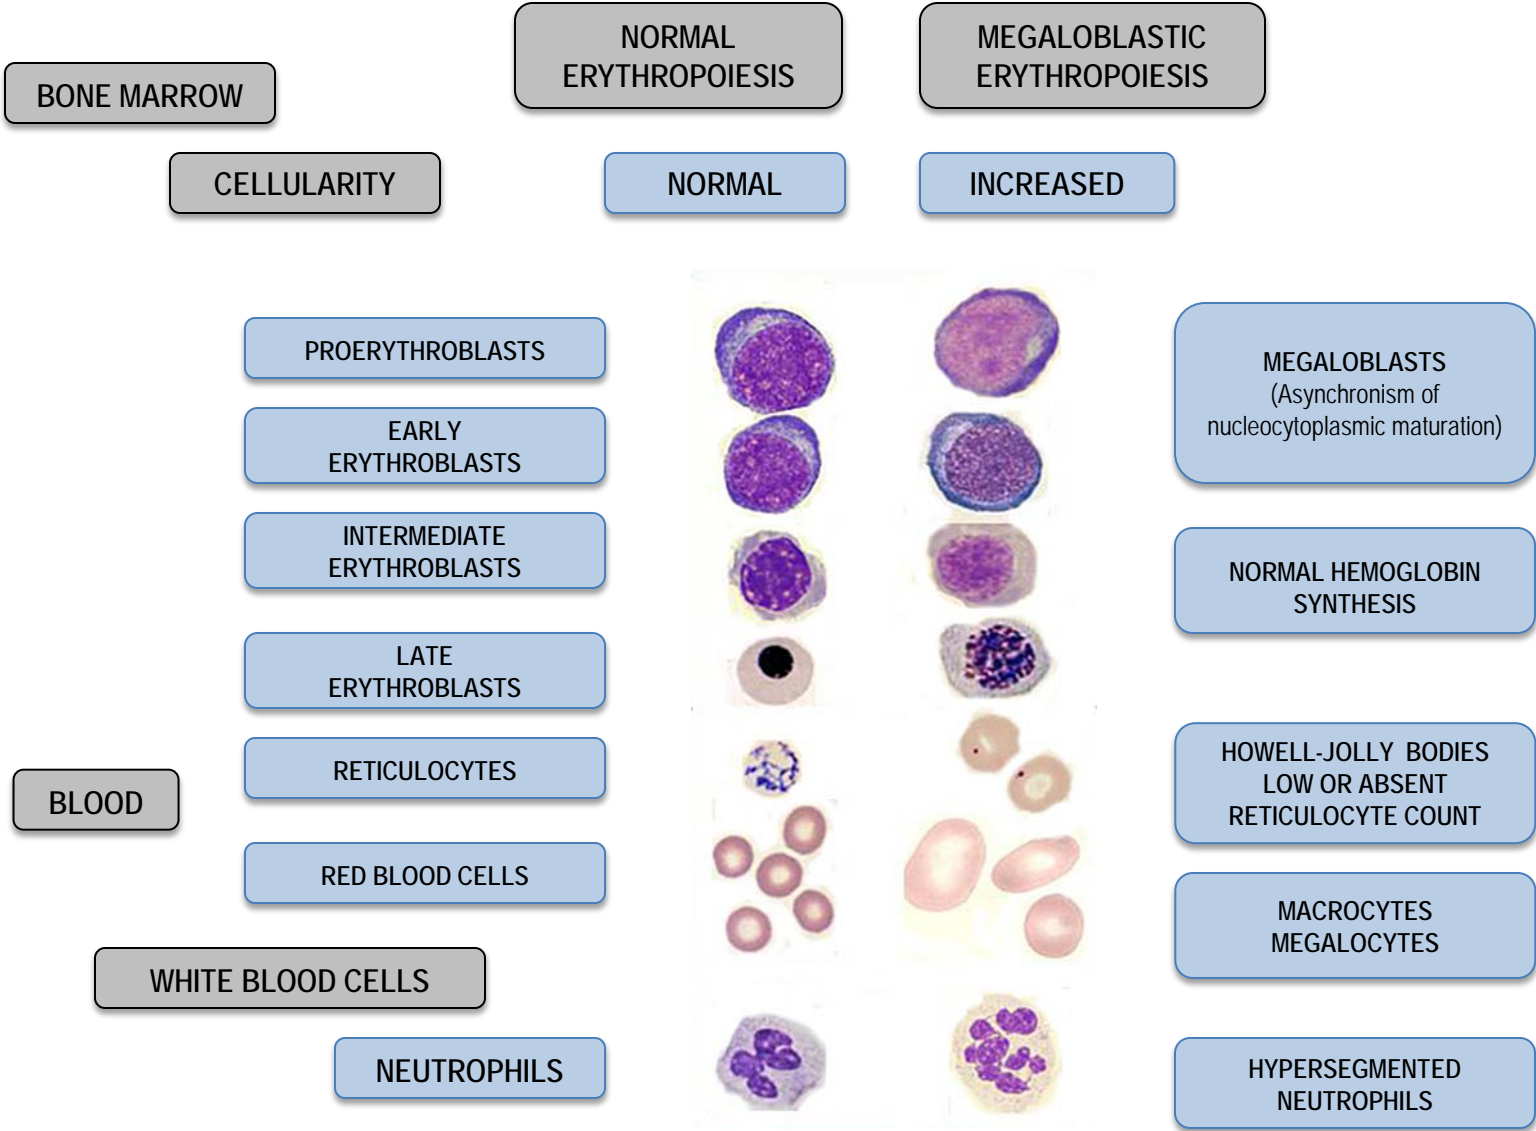 NORMAL
ERYTHROPOIESIS
MEGALOBLASTIC
ERYTHROPOIESIS
BONE MARROW
CELLULARITY
NORMAL
INCREASED
PROERYTHROBLASTS
MEGALOBLASTS
(Asynchronism of
nucleocytoplasmic maturation)
EARLY
ERYTHROBLASTS
INTERMEDIATE
ERYTHROBLASTS
NORMAL HEMOGLOBIN
SYNTHESIS
LATE
ERYTHROBLASTS
RETICULOCYTES
HOWELL-JOLLY BODIES
LOW OR ABSENT
RETICULOCYTE COUNT
BLOOD
RED BLOOD CELLS
MACROCYTES
MEGALOCYTES
WHITE BLOOD CELLS
NEUTROPHILS
HYPERSEGMENTED
NEUTROPHILS